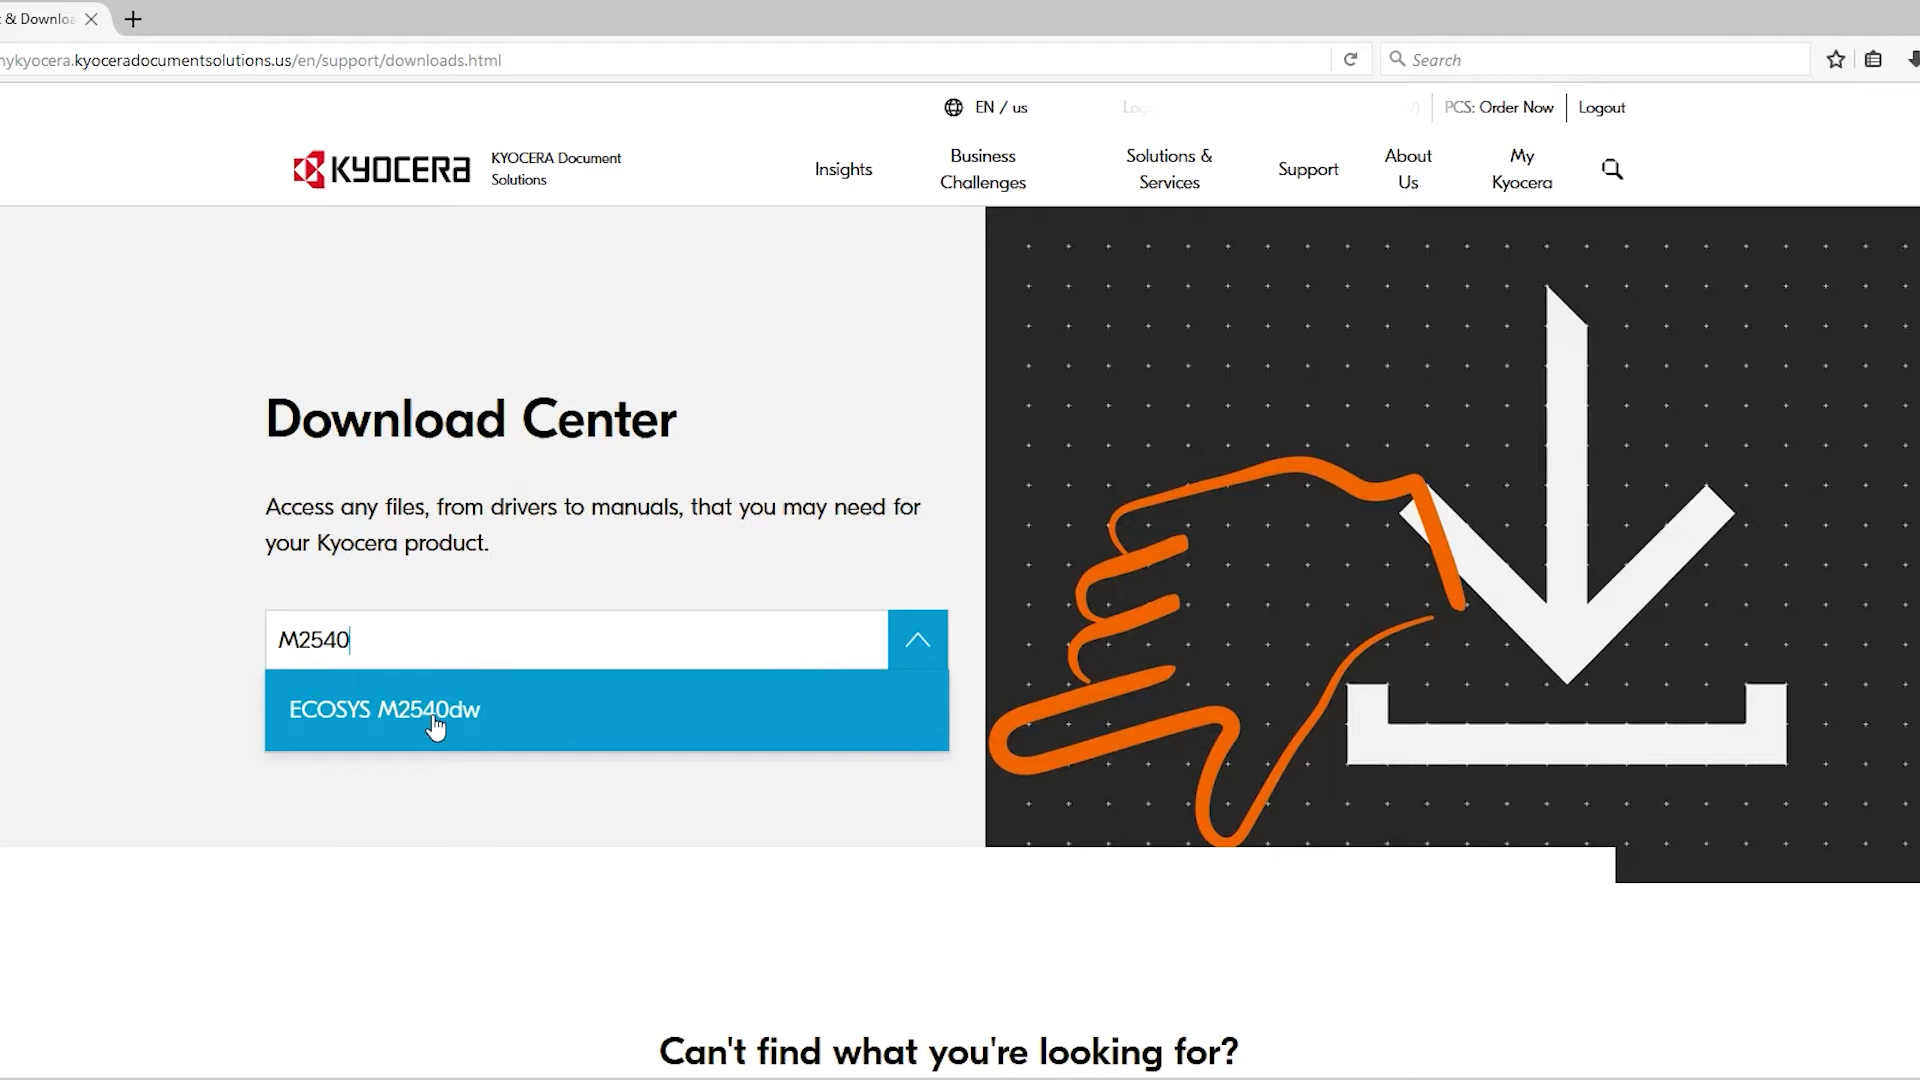 & Downloa
mykyocera.kyoceradocumentsolutions.us/en/support/downloads.html
Search
EN / us
PCS: Order Now
Logout
KYOCERA
KYOCERA Document
Solutions
Insights
Business
Challenges
Solutions &
Services
Support
About
Us
My
Kyocera
Download Center
Access any files, from drivers to manuals, that you may need for
your Kyocera product.
M2540
ECOSYS M2540dw
Can't find what you're looking for?